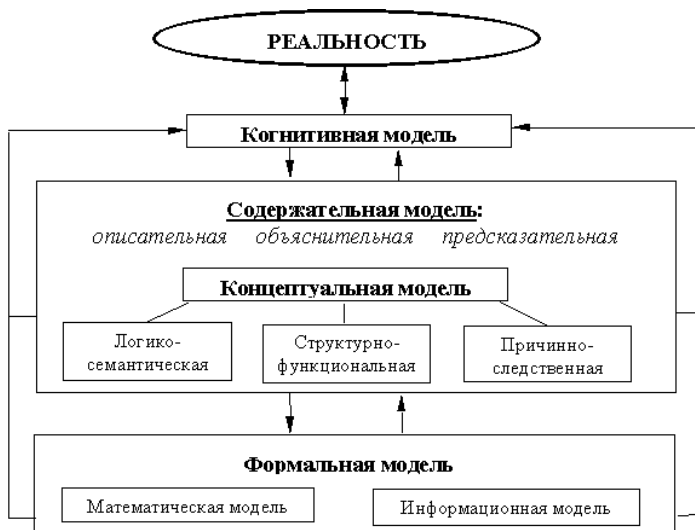 РЕАЛЬНОСТЬ
Когнитивная модель
Содержательная модель:
описательная объяснительная предсказательная
Концептуальная модель
Логико-
семантическая
Структурно-
функциональная
Причинно-
следственная
Формальная модель
Математическая модель
Информационная модель